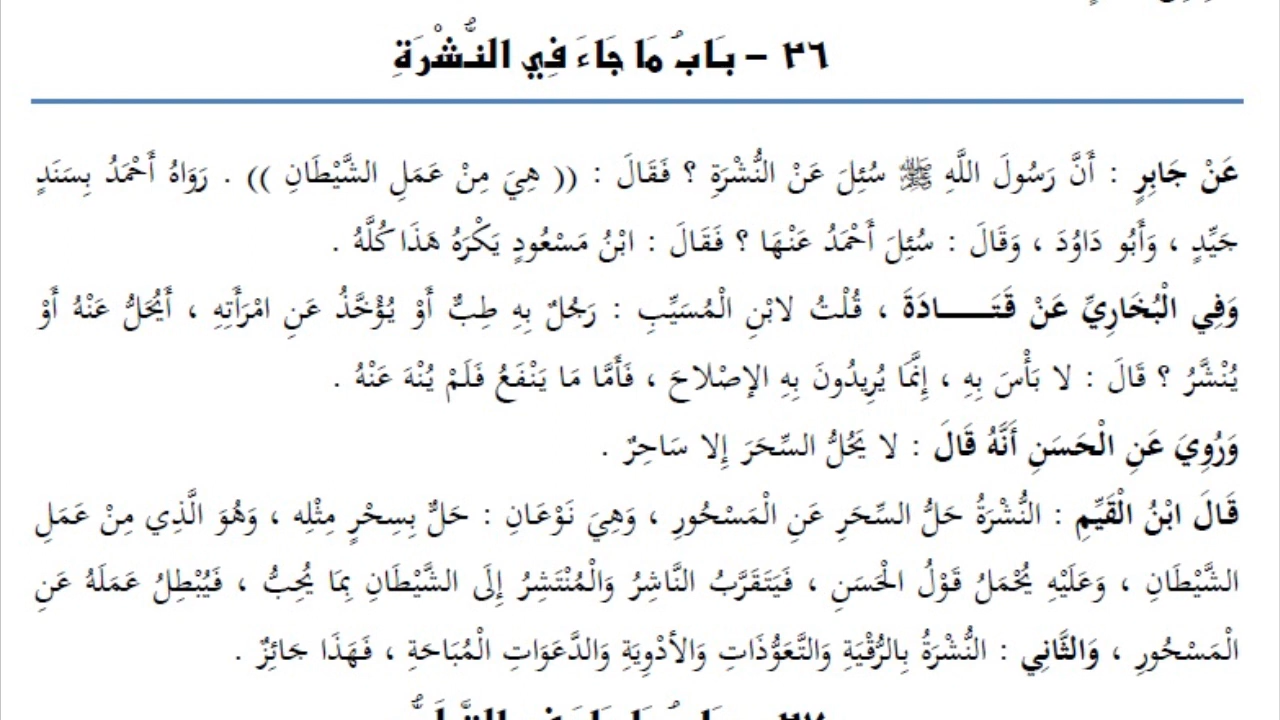 ٢٦ – بَابُ مَا جَاءَ فِي النُّشْرَةِ
عَنْ جَابِرٍ : أَنَّ رَسُولَ اللَّهِ ﷺ سُئِلَ عَنْ النُّشْرَةِ ؟ فَقَالَ : (( هِيَ مِنْ عَمَلِ الشَّيْطَانِ )) . رَوَاهُ أَحْمَدُ بِسَنَدٍ
جَيِّدٍ ، وَأَبُو دَاوُدَ ، وَقَالَ : سُئِلَ أَحْمَدُ عَنْهَا ؟ فَقَالَ : ابْنُ مَسْعُودٍ يَكْرَهُ هَذَا كُلَّهُ .
وَفِي الْبُخَارِيِّ عَنْ قَتَـــــادَةَ ، قُلْتُ لابْنِ الْمُسَيِّبِ : رَجُلٌ بِهِ طِبٌّ أَوْ يُؤْخَّذُ عَنِ امْرَأَتِهِ ، أَيُحَلُّ عَنْهُ أَوْ
يُنْشَّرُ ؟ قَالَ : لا بَأْسَ بِهِ ، إِنَّمَا يُرِيدُونَ بِهِ الإِصْلاحَ ، فَأَمَّا مَا يَنْفَعُ فَلَمْ يُنْهَ عَنْهُ .
وَرُوِيَ عَنِ الْحَسَنِ أَنَّهُ قَالَ : لا يَحُلُّ السِّحَرَ إِلا سَاحِرٌ .
قَالَ ابْنُ الْقَيِّمِ : النُّشْرَةُ حَلُّ السِّحَرِ عَنِ الْمَسْحُورِ ، وَهِيَ نَوْعَانِ : حَلٌّ بِسِحْرٍ مِثْلِه ، وَهُوَ الَّذِي مِنْ عَمَلِ
الشَّيْطَانِ ، وَعَلَيْهِ يُحْمَلُ قَوْلُ الْحَسَنِ ، فَيَتَقَرَّبُ النَّاشِرُ وَالْمُنْتَشِرُ إِلَى الشَّيْطَانِ بِمَا يُحِبُّ ، فَيُبْطِلُ عَمَلَهُ عَنِ
الْمَسْحُورِ ، وَالثَّانِي : النُّشْرَةُ بِالرُّقْيَةِ وَالتَّعَوُّذَاتِ وَالأَدْوِيَةِ وَالدَّعَوَاتِ الْمُبَاحَةِ ، فَهَذَا جَائِزٌ .